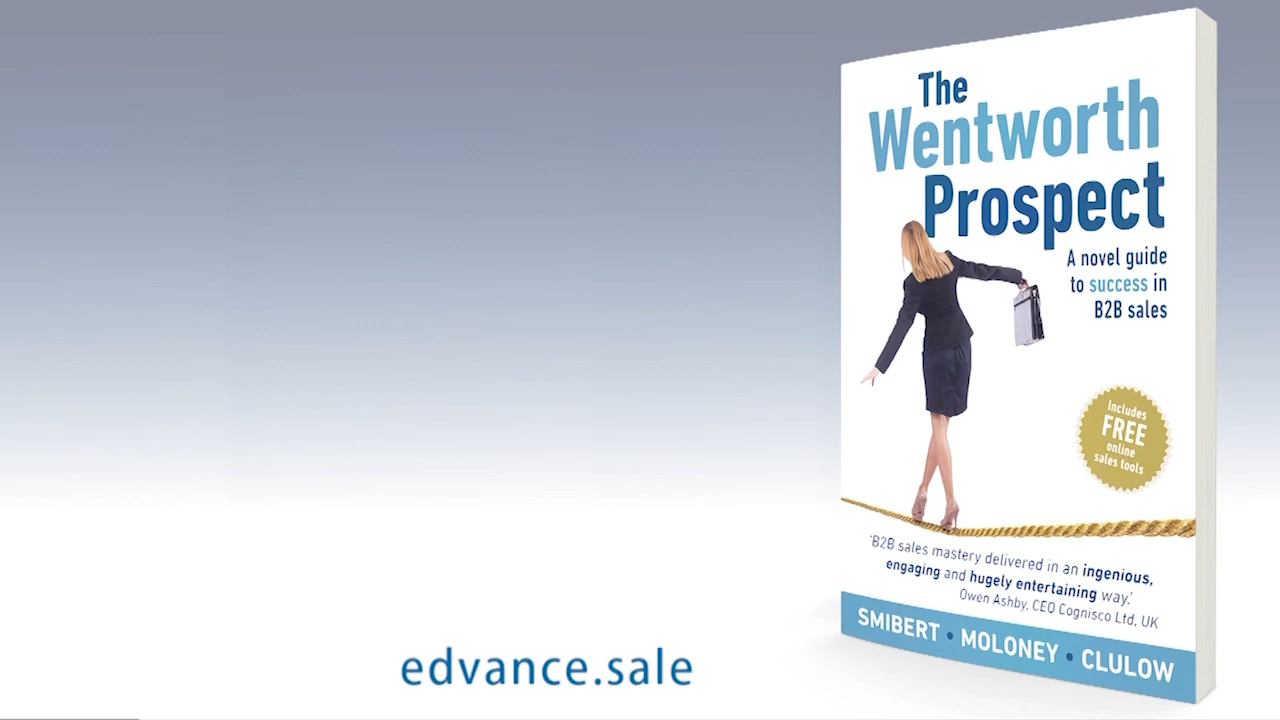 The
Wentworth
Prospect
A novel guide
to success in
B2B sales
Includes
FREE
online
sales tools
'B2B sales mastery delivered in an ingenious,
engaging and hugely entertaining way.'
Owen Ashby, CEO Cognisco Ltd, UK
SMIBERT • MOLONEY • CLULOW
edvance.sale